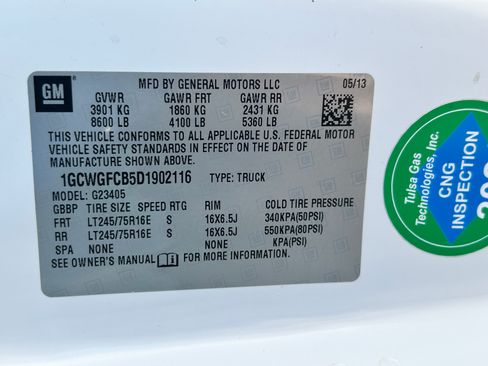 GM
MFD BY GENERAL MOTORS LLC 05/13
GVWR GAWR FRT GAWR RR
3901 KG 1860 KG 2431 KG
8600 LB 4100 LB 5360 LB
THIS VEHICLE CONFORMS TO ALL APPLICABLE U.S. FEDERAL MOTOR
VEHICLE SAFETY STANDARDS IN EFFECT ON THE DATE OF
MANUFACTURE SHOWN ABOVE.
1GCWGFCB5D1902116 TYPE: TRUCK
MODEL: G23405
GBBP TIRE SIZE SPEED RTG RIM COLD TIRE PRESSURE
FRT LT245/75R16E S 16X6.5J 340KPA(50PSI)
RR LT245/75R16E S 16X6.5J 550KPA(80PSI)
SPA NONE NONE KPA(PSI)
SEE OWNER'S MANUAL FOR MORE INFORMATION.
Tulsa Gas
Technologies, Inc.
CNG
INSPECTION